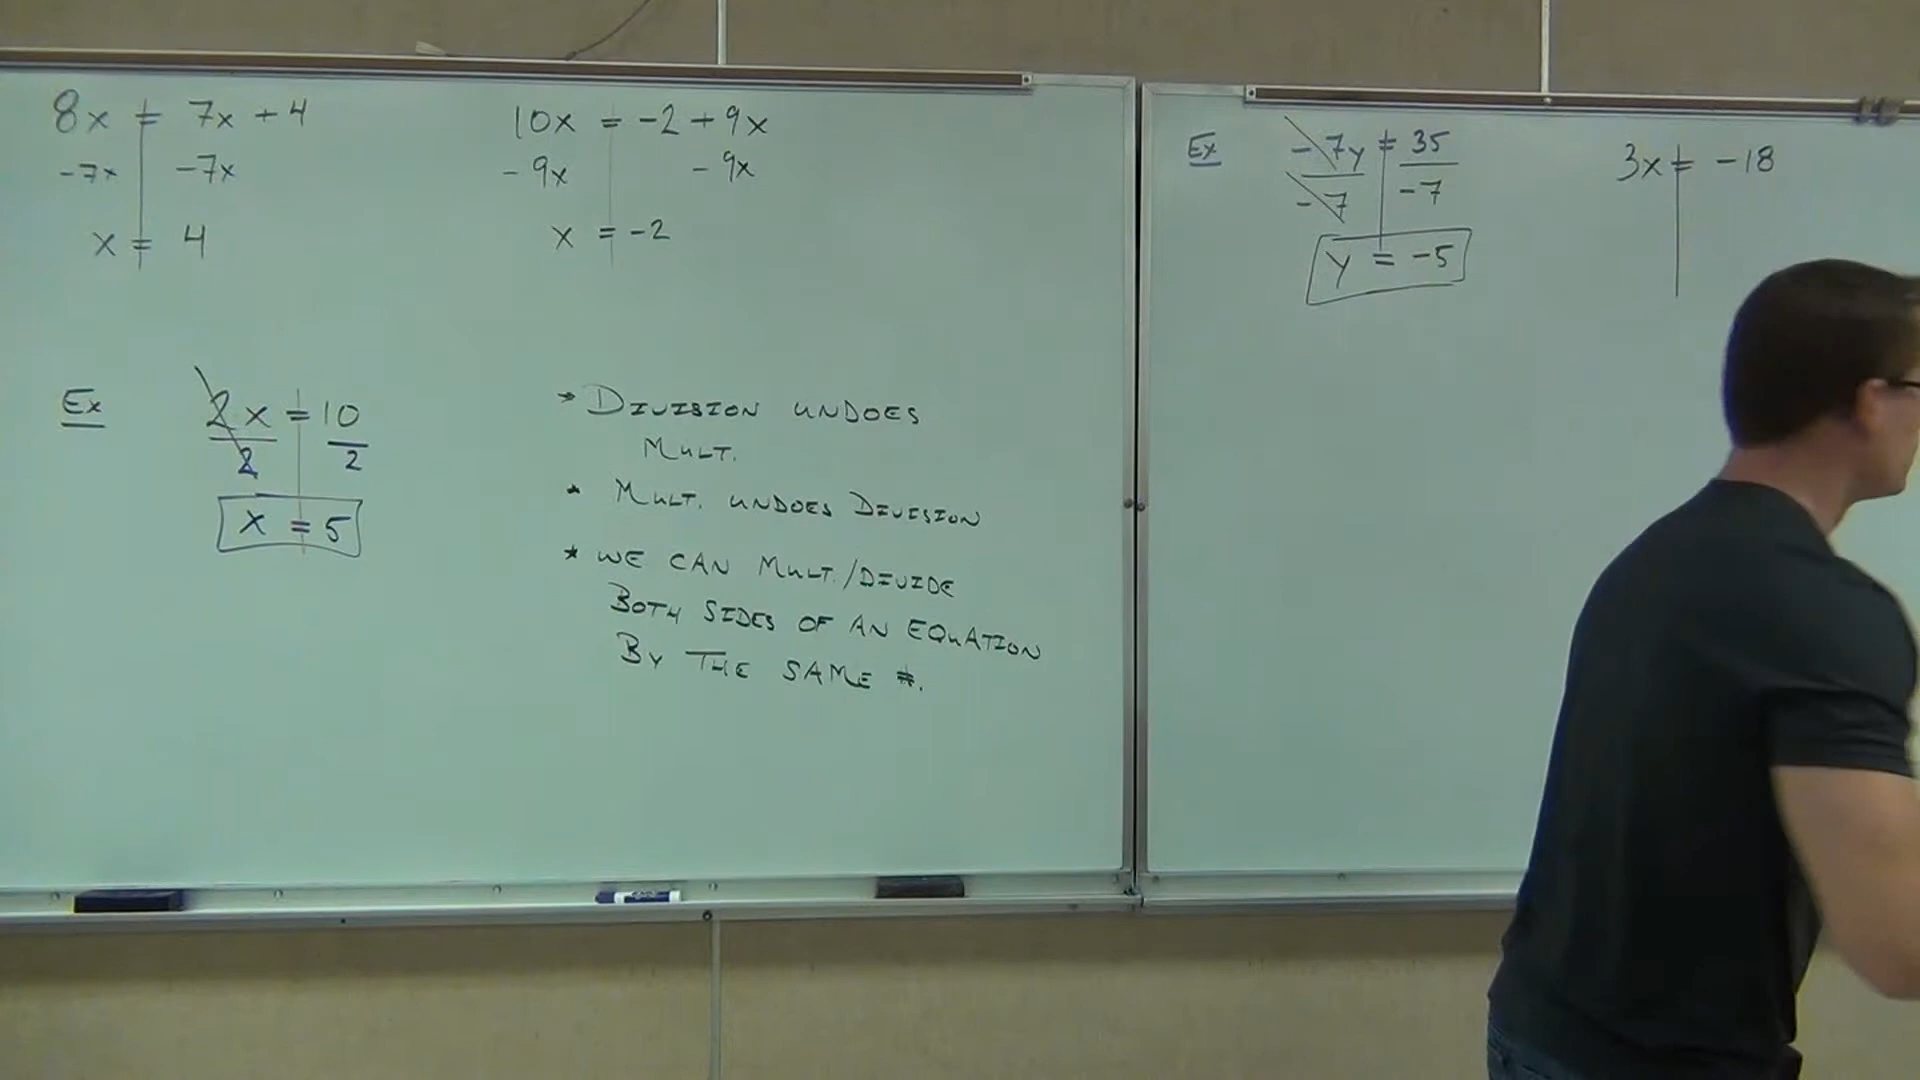 8x = 7x + 4
-7x -7x
x = 4
10x = -2 + 9x
- 9x - 9x
x = -2
Ex
2x = 10
2 2
x = 5
* DIVISION UNDOES
MULT.
* MULT. UNDOES DIVISION
* WE CAN MULT./DIVIDE
BOTH SIDES OF AN EQUATION
BY THE SAME #.
Ex
-7y = 35
-7 -7
y = -5
3x = -18